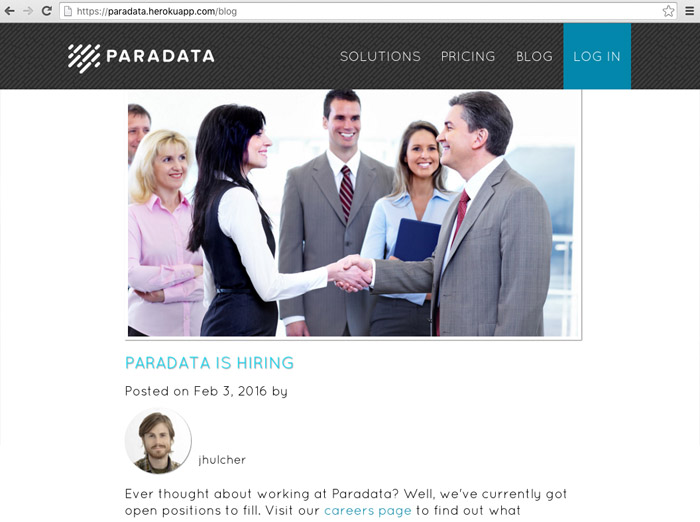 https://paradata.herokuapp.com/blog
PARADATA SOLUTIONS PRICING BLOG LOG IN
PARADATA IS HIRING
Posted on Feb 3, 2016 by
jhulcher
Ever thought about working at Paradata? Well, we've currently got
open positions to fill. Visit our careers page to find out what